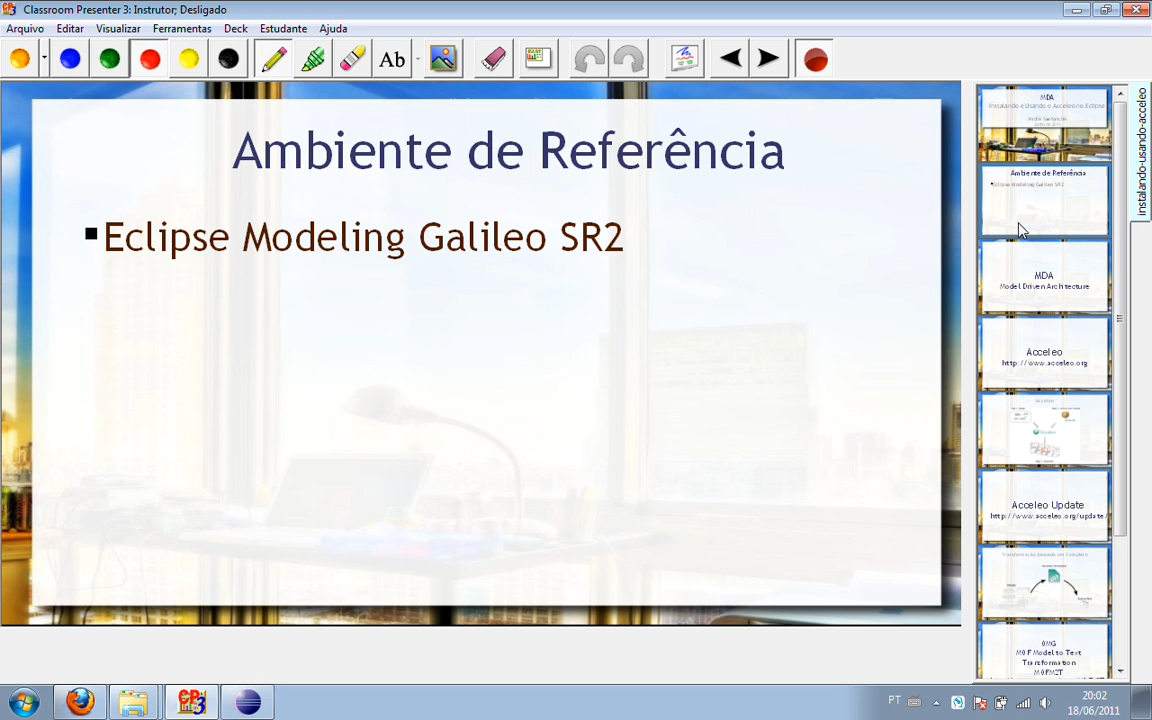 Classroom Presenter 3: Instrutor; Desligado
Arquivo Editar Visualizar Ferramentas Deck Estudante Ajuda
Ab
Ambiente de Referência
Eclipse Modeling Galileo SR2
MDA
Instalando e Usando o Acceleo no Eclipse
André Santanchè
Ambiente de Referência
Eclipse Modeling Galileo SR2
MDA
Model Driven Architecture
Acceleo
http://www.acceleo.org
Acceleo Update
http://www.acceleo.org/update/
OMG
MOF Model to Text
Transformation
MOFM2T
instalando-usando-acceleo
PT
20:02
18/06/2011